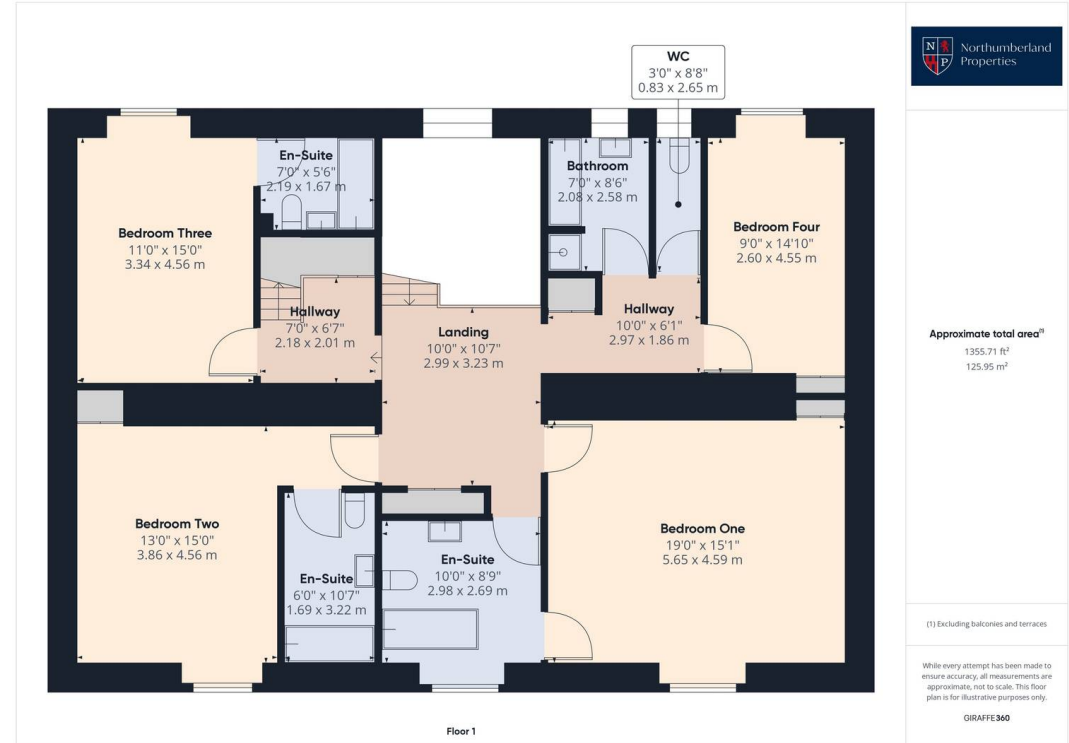 WC
3'0" x 8'8"
0.83 x 2.65 m
En-Suite
7'0" x 5'6"
2.19 x 1.67 m
Bathroom
7'0" x 8'6"
2.08 x 2.58 m
Bedroom Three
11'0" x 15'0"
3.34 x 4.56 m
Bedroom Four
9'0" x 14'10"
2.60 x 4.55 m
Hallway
7'0" x 6'7"
2.18 x 2.01 m
Landing
10'0" x 10'7"
2.99 x 3.23 m
Hallway
10'0" x 6'1"
2.97 x 1.86 m
Bedroom Two
13'0" x 15'0"
3.86 x 4.56 m
En-Suite
6'0" x 10'7"
1.69 x 3.22 m
En-Suite
10'0" x 8'9"
2.98 x 2.69 m
Bedroom One
19'0" x 15'1"
5.65 x 4.59 m
Floor 1
N
P
Northumberland
Properties
Approximate total area⁽¹⁾
1355.71 ft²
125.95 m²
(1) Excluding balconies and terraces
While every attempt has been made to
ensure accuracy, all measurements are
approximate, not to scale. This floor
plan is for illustrative purposes only.
GIRAFFE360